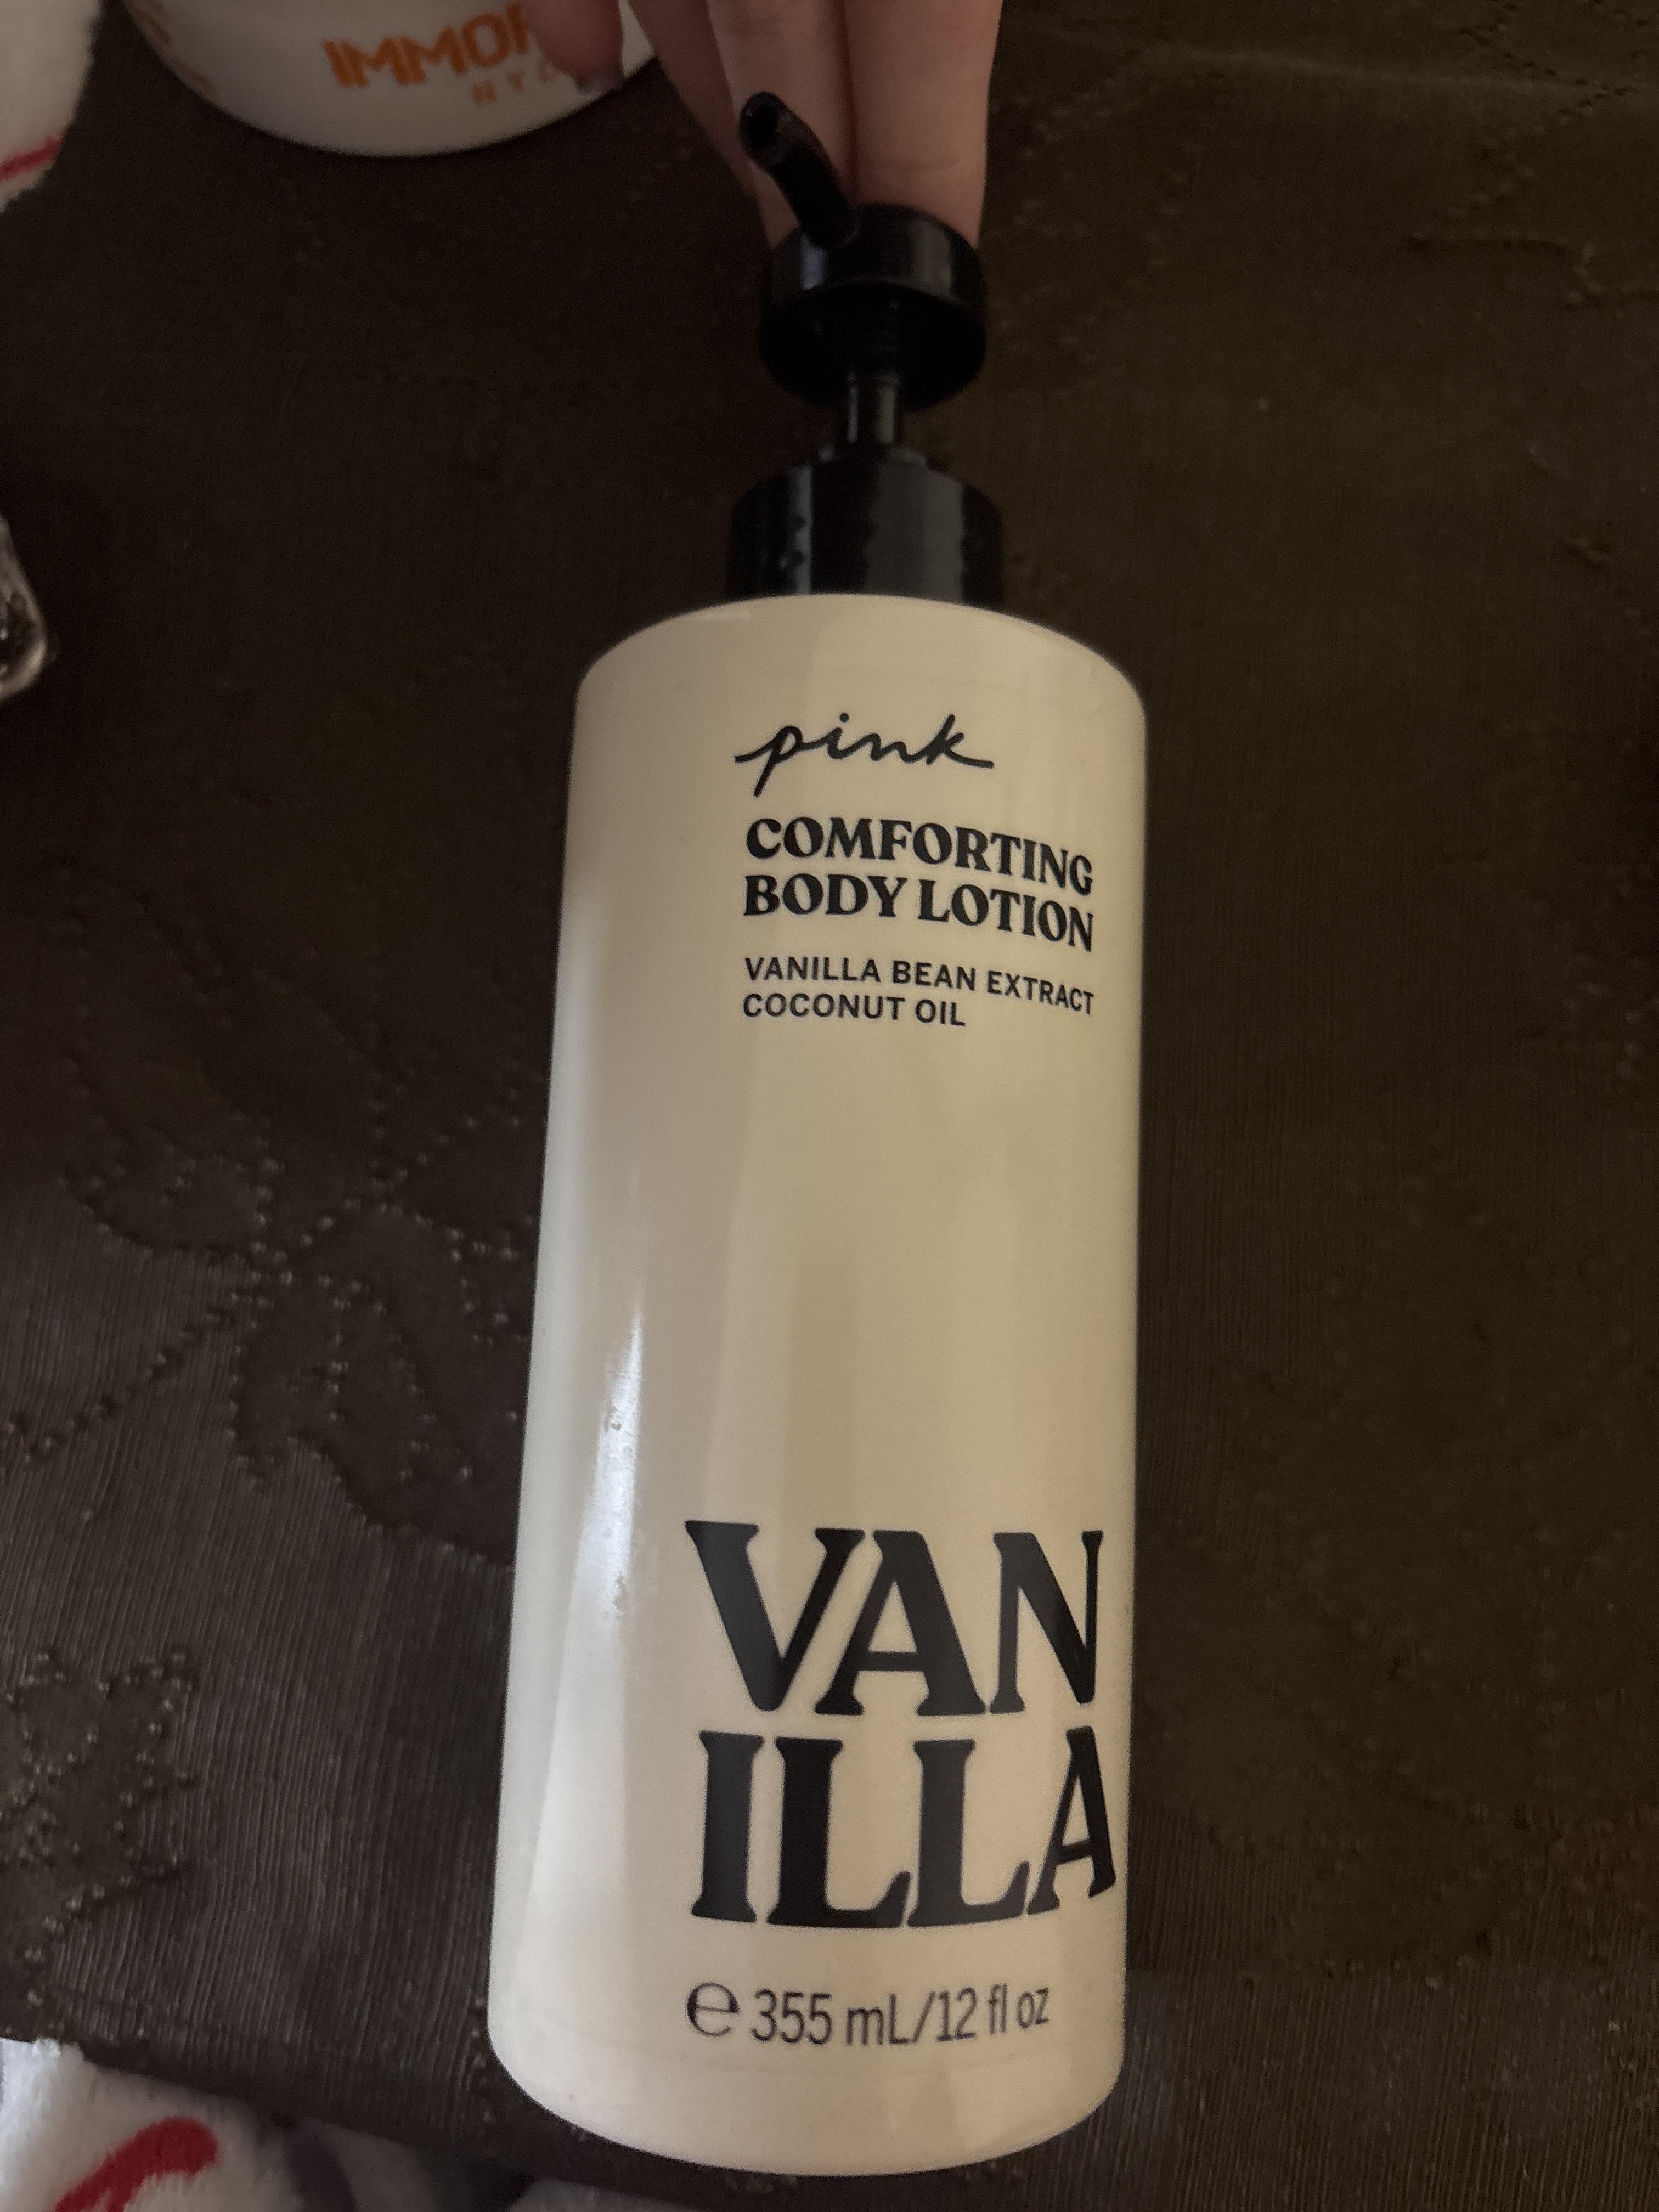 pink
COMFORTING
BODY LOTION
VANILLA BEAN EXTRACT
COCONUT OIL
VAN
ILLA
℮ 355 mL/12 fl oz